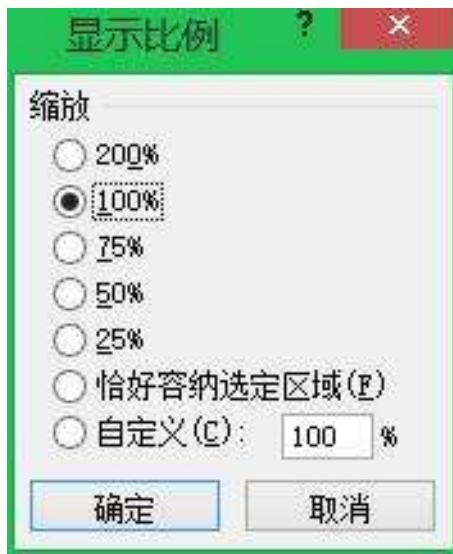 显示比例 ? ×
缩放
200%
100%
75%
50%
25%
恰好容纳选定区域(F)
自定义(C): 100 %
确定 取消